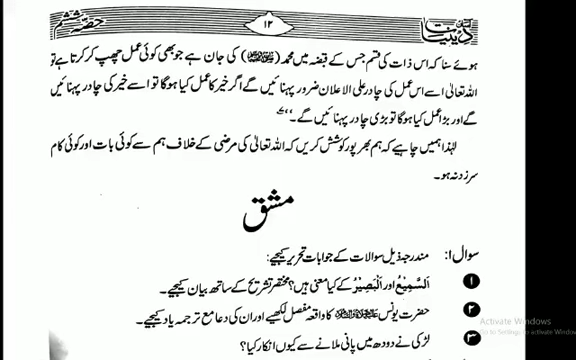 دینیات ۱۲ حصّہ ششم
ہوئے سنا کہ اس ذات کی قسم جس کے قبضہ میں محمد (ﷺ) کی جان ہے جو بھی کوئی عمل چھپ کر کرتا ہے تو
اللہ تعالیٰ اسے اس عمل کی چادر علی الاعلان ضرور پہنائیں گے اگر خیر کا عمل کیا ہوگا تو اسے خیر کی چادر پہنائیں
گے اور بُرا عمل کیا ہوگا تو بُری چادر پہنائیں گے۔''
لہٰذا ہمیں چاہیے کہ ہم بھرپور کوشش کریں کہ اللہ تعالیٰ کی مرضی کے خلاف ہم سے کوئی بات اور کوئی کام
سرزد نہ ہو۔
مشق
سوال ۱: مندرجہ ذیل سوالات کے جوابات تحریر کیجیے:
۱ اَلسَّمِيْعُ اور اَلْبَصِيْرُ کے کیا معنی ہیں؟ مختصر تشریح کے ساتھ بیان کیجیے۔
۲ حضرت یونس علیہ السلام کا واقعہ مفصل لکھیے اور ان کی دعا مع ترجمہ یاد کیجیے۔
۳ لڑکی نے دودھ میں پانی ملانے سے کیوں انکار کیا؟
Activate Windows
Go to Settings to activate Windows